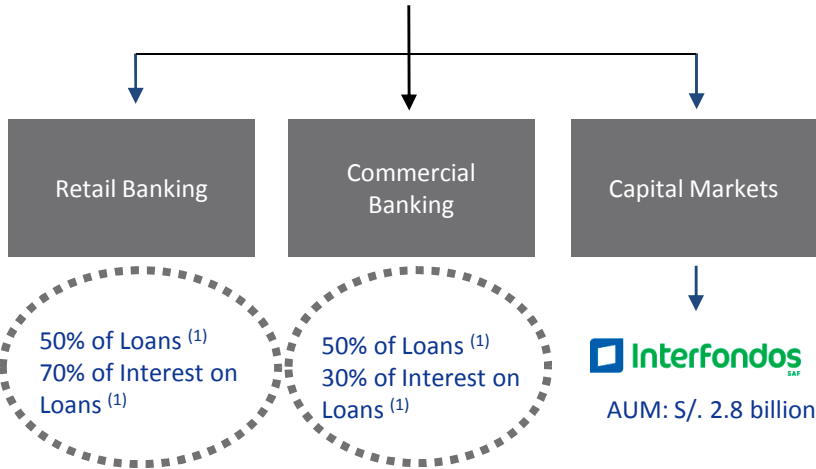 Retail Banking
Commercial
Banking
Capital Markets
50% of Loans (1)
70% of Interest on
Loans (1)
50% of Loans (1)
30% of Interest on
Loans (1)
Interfondos
SAF
AUM: S/. 2.8 billion